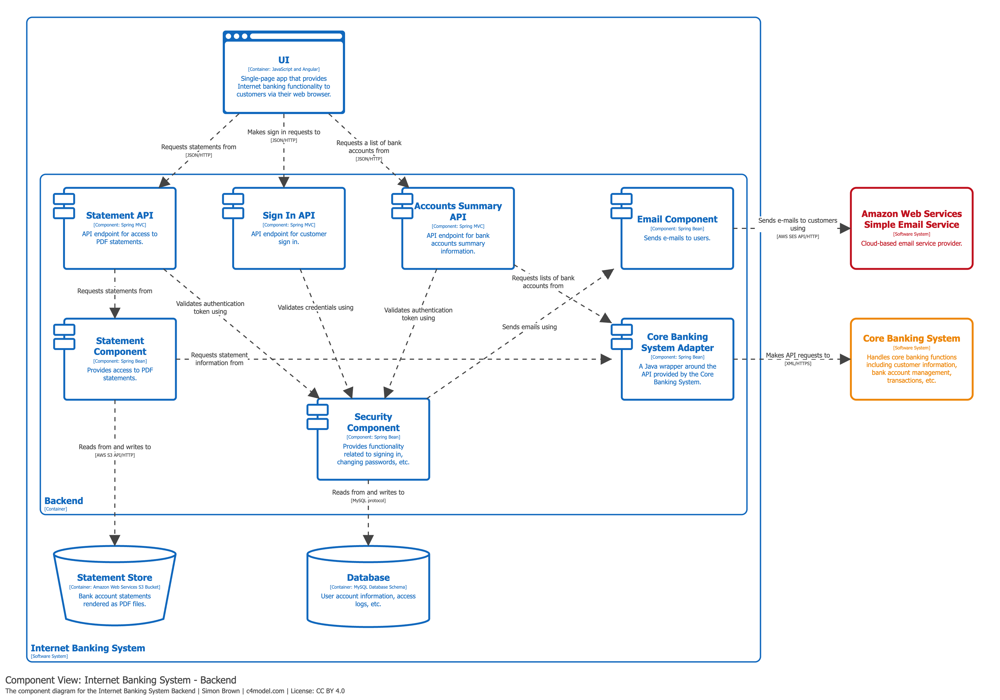 UI
[Container: JavaScript and Angular]
Single-page app that provides
Internet banking functionality to
customers via their web browser.
Requests statements from
[JSON/HTTP]
Makes sign in requests to
[JSON/HTTP]
Requests a list of bank
accounts from
[JSON/HTTP]
Statement API
[Component: Spring MVC]
API endpoint for access to
PDF statements.
Sign In API
[Component: Spring MVC]
API endpoint for customer
sign in.
Accounts Summary
API
[Component: Spring MVC]
API endpoint for bank
accounts summary
information.
Email Component
[Component: Spring Bean]
Sends e-mails to users.
Sends e-mails to customers
using
[AWS SES API/HTTP]
Amazon Web Services
Simple Email Service
[Software System]
Cloud-based email service provider.
Requests statements from
Validates authentication
token using
Validates credentials using
Validates authentication
token using
Requests lists of bank
accounts from
Sends emails using
Statement
Component
[Component: Spring Bean]
Provides access to PDF
statements.
Requests statement
information from
Core Banking
System Adapter
[Component: Spring Bean]
A Java wrapper around the
API provided by the Core
Banking System.
Makes API requests to
[XML/HTTPS]
Core Banking System
[Software System]
Handles core banking functions
including customer information,
bank account management,
transactions, etc.
Security
Component
[Component: Spring Bean]
Provides functionality
related to signing in,
changing passwords, etc.
Reads from and writes to
[AWS S3 API/HTTP]
Reads from and writes to
[MySQL protocol]
Backend
[Container]
Statement Store
[Container: Amazon Web Services S3 Bucket]
Bank account statements
rendered as PDF files.
Database
[Container: MySQL Database Schema]
User account information, access
logs, etc.
Internet Banking System
[Software System]
Component View: Internet Banking System - Backend
The component diagram for the Internet Banking System Backend | Simon Brown | c4model.com | License: CC BY 4.0